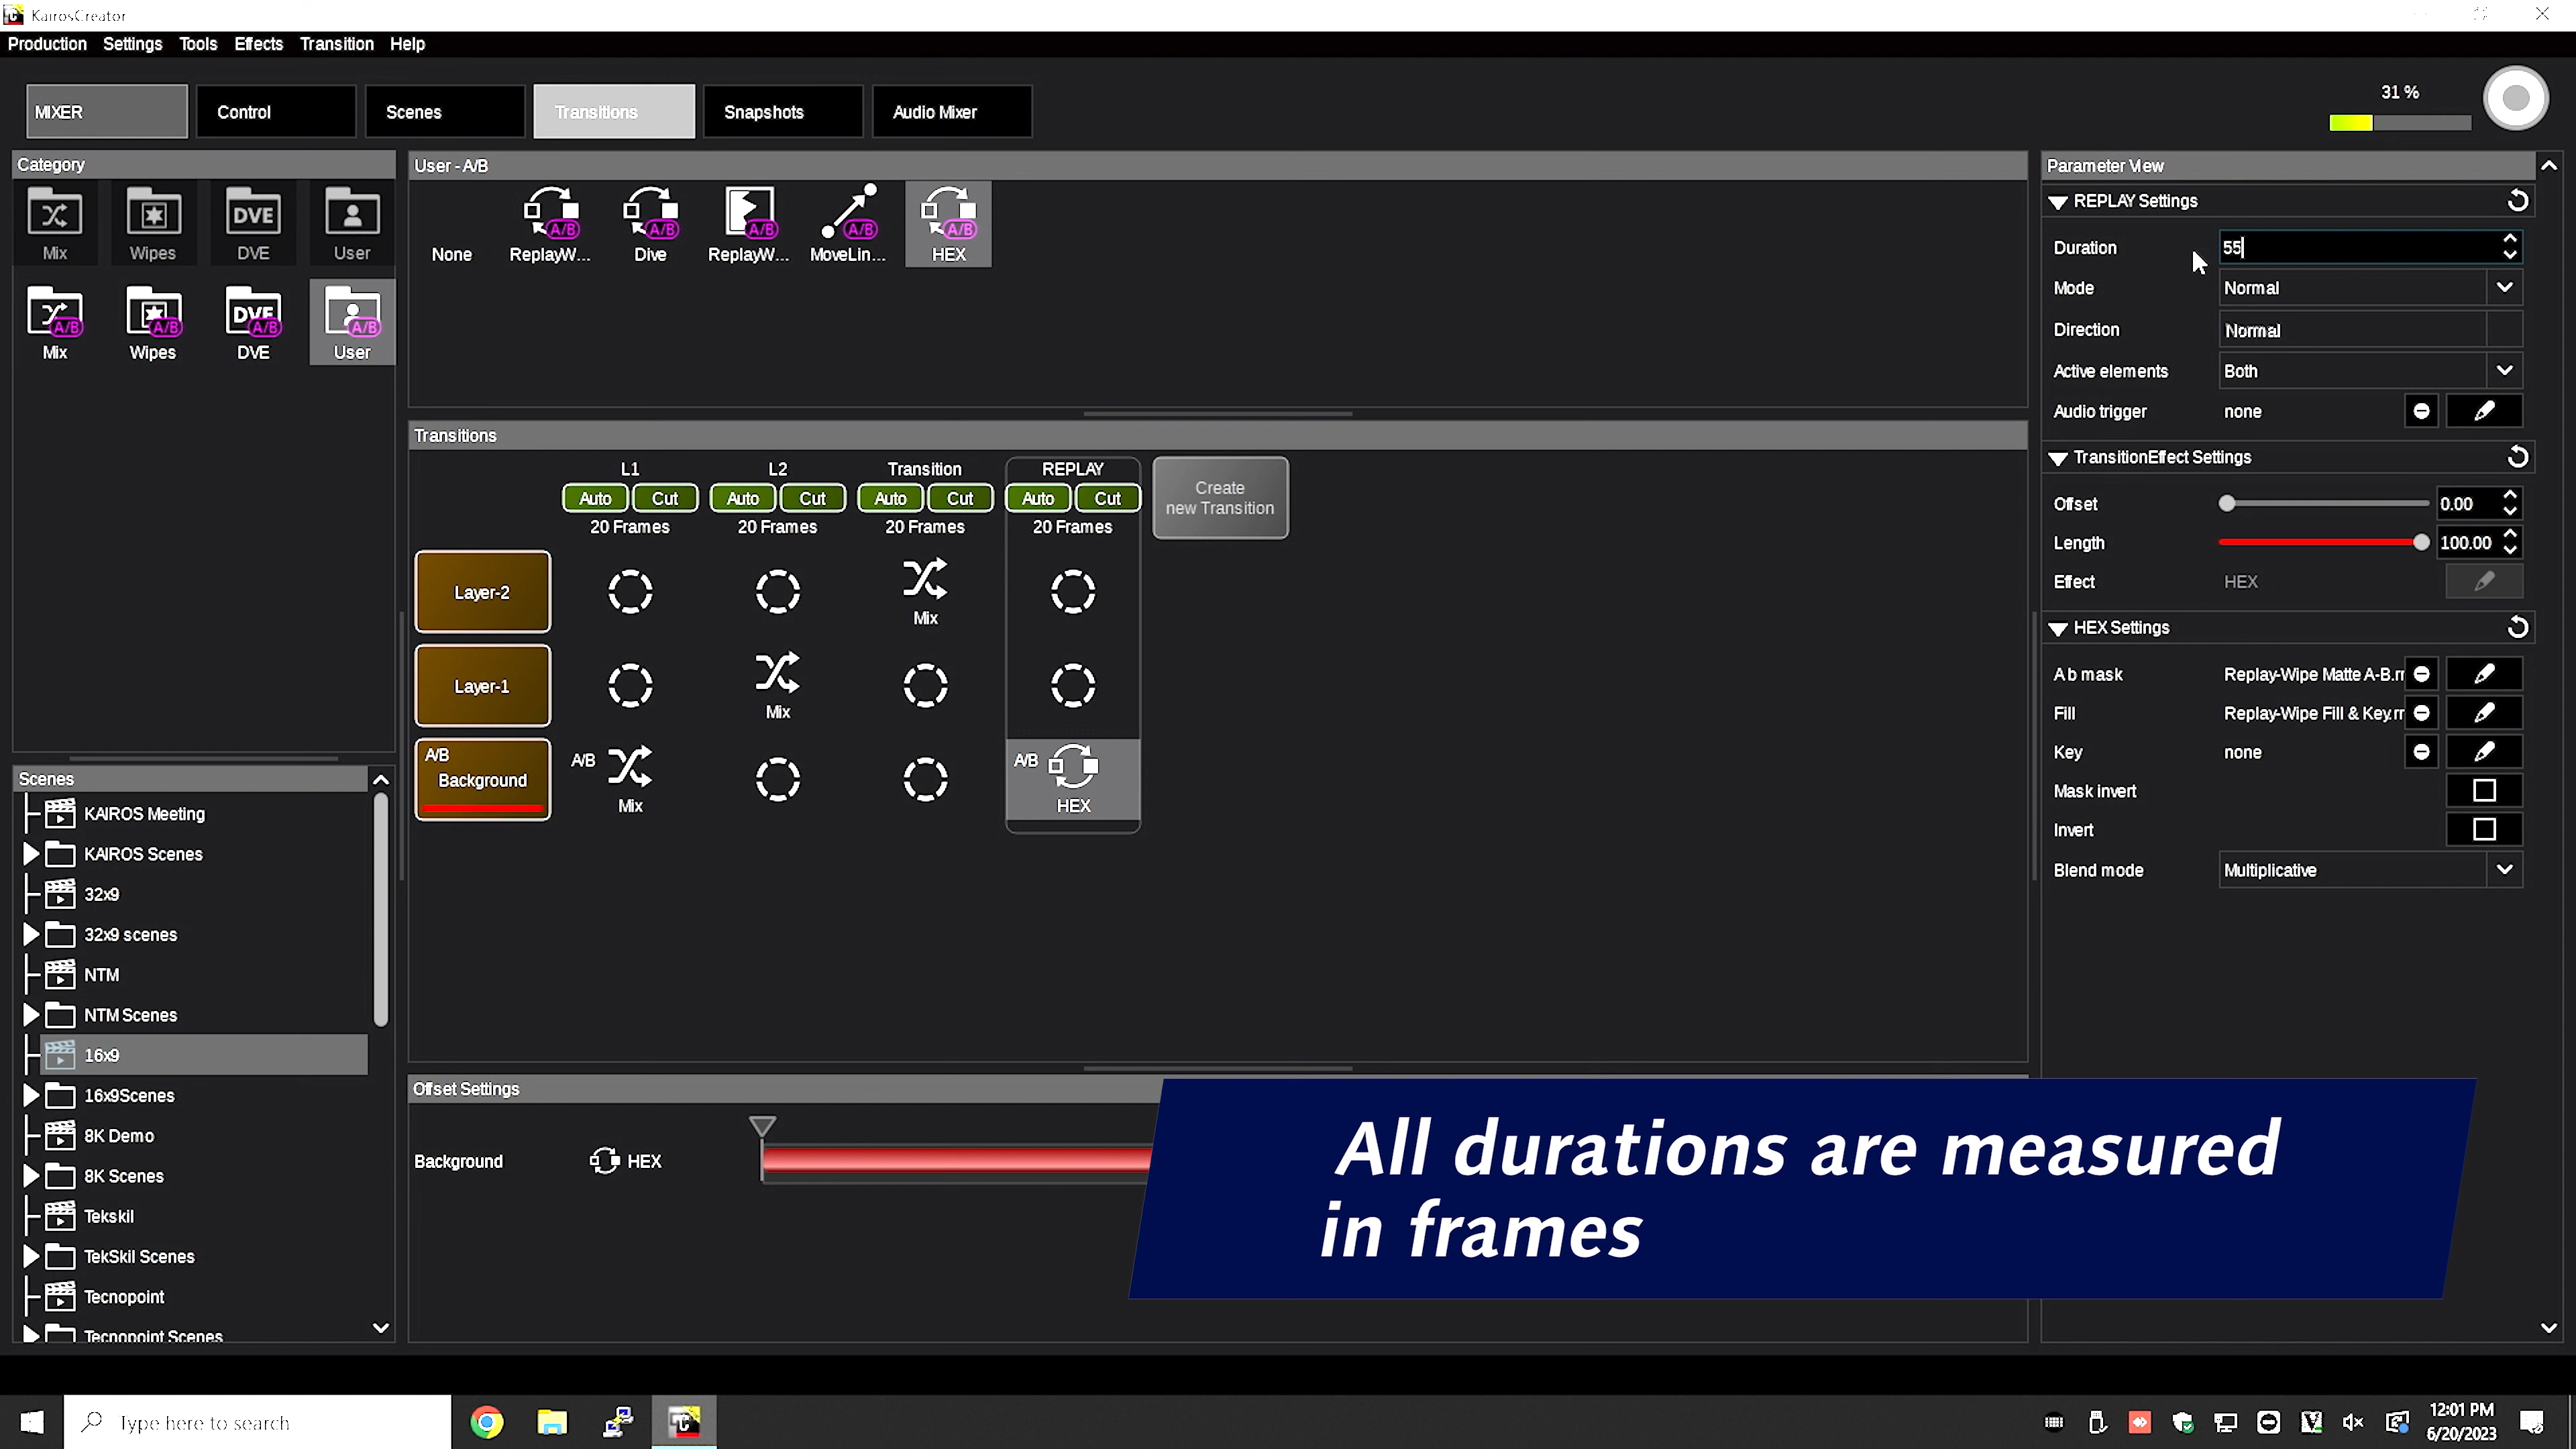 KairosCreator
Production Settings Tools Effects Transition Help
MIXER Control Scenes Transitions Snapshots Audio Mixer
31 %
Category
Mix Wipes DVE User
DVE
A/B A/B DVE A/B A/B
Mix Wipes DVE User
User - A/B
A/B A/B A/B A/B A/B
None ReplayW... Dive ReplayW... MoveLin... HEX
Transitions
L1 L2 Transition REPLAY
Auto Cut Auto Cut Auto Cut Auto Cut
20 Frames 20 Frames 20 Frames 20 Frames
Create
new Transition
Layer-2
Mix
Layer-1
Mix
A/B
Background
A/B
Mix
A/B
HEX
Scenes
KAIROS Meeting
KAIROS Scenes
32x9
32x9 scenes
NTM
NTM Scenes
16x9
16x9Scenes
8K Demo
8K Scenes
Tekskil
TekSkil Scenes
Tecnopoint
Tecnopoint Scenes
Offset Settings
Background HEX
Parameter View
REPLAY Settings
Duration 55
Mode Normal
Direction Normal
Active elements Both
Audio trigger none
TransitionEffect Settings
Offset 0.00
Length 100.00
Effect HEX
HEX Settings
A b mask Replay-Wipe Matte A-B.rr
Fill Replay-Wipe Fill & Key.rr
Key none
Mask invert
Invert
Blend mode Multiplicative
All durations are measured
in frames
Type here to search
12:01 PM
6/20/2023